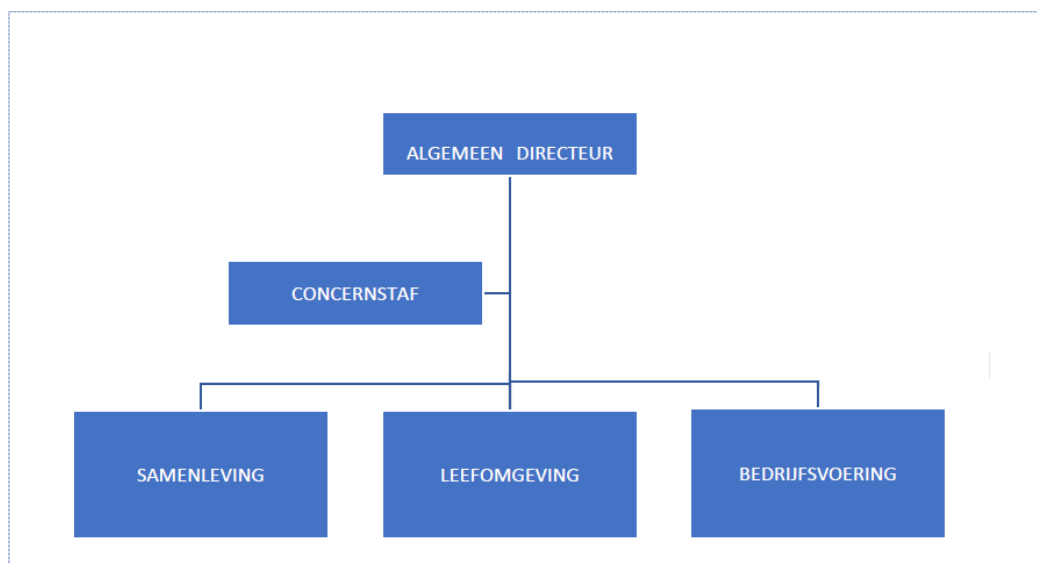 ALGEMEEN DIRECTEUR
CONCERNSTAF
SAMENLEVING
LEEFOMGEVING
BEDRIJFSVOERING